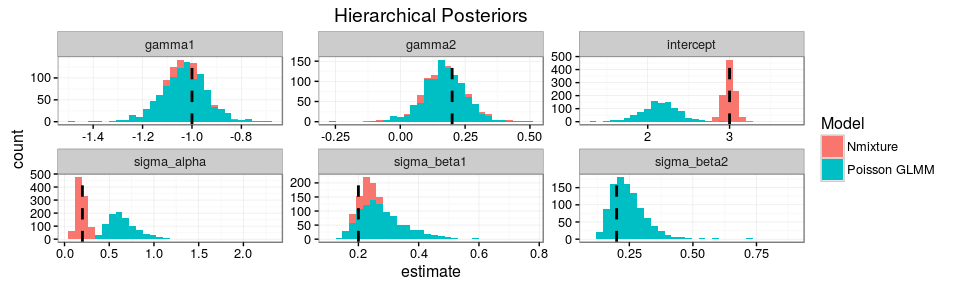 Hierarchical Posteriors
gamma1 gamma2 intercept
100
50
0
-1.4 -1.2 -1.0 -0.8
150
100
50
0
-0.25 0.00 0.25 0.50
500
400
300
200
100
0
2 3
count
sigma_alpha sigma_beta1 sigma_beta2
500
400
300
200
100
0
0.0 0.5 1.0 1.5 2.0
200
150
100
50
0
0.2 0.4 0.6 0.8
150
100
50
0
0.25 0.50 0.75
estimate
Model
Nmixture
Poisson GLMM